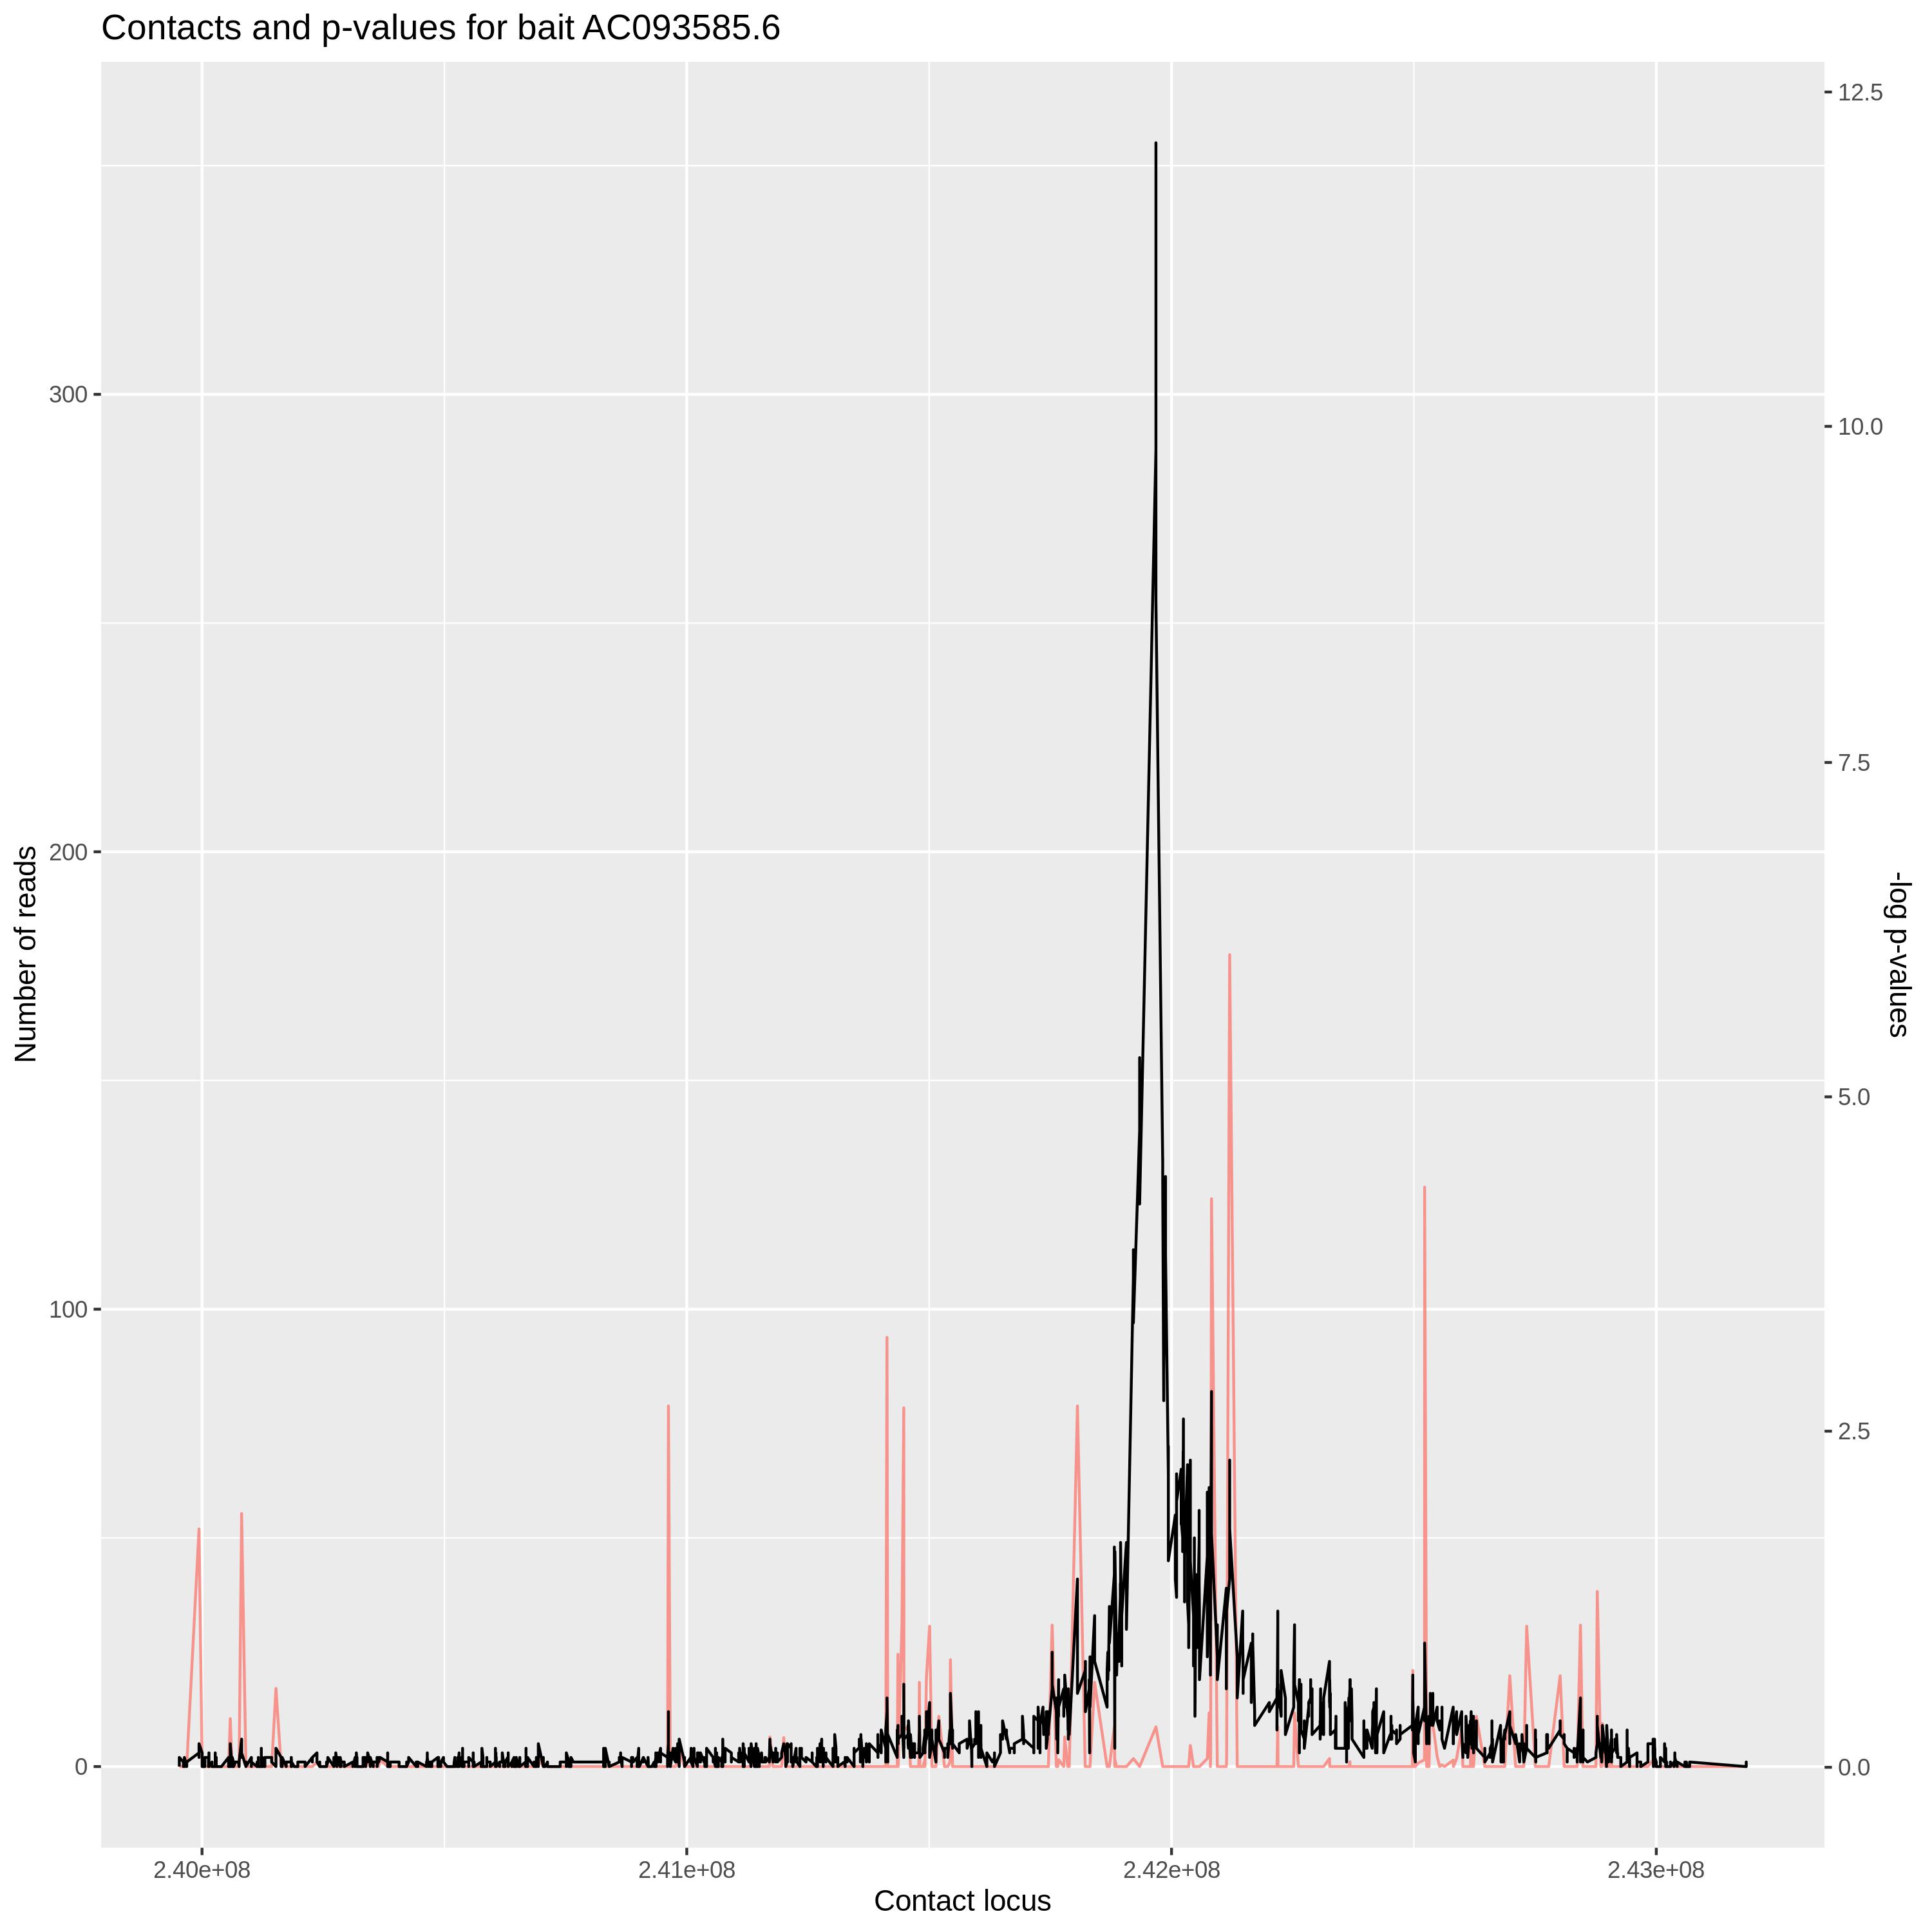 Contacts and p-values for bait AC093585.6
12.5
300
10.0
7.5
200
Number of reads
-log p-values
5.0
100
2.5
0
0.0
2.40e+08
2.41e+08
2.42e+08
2.43e+08
Contact locus